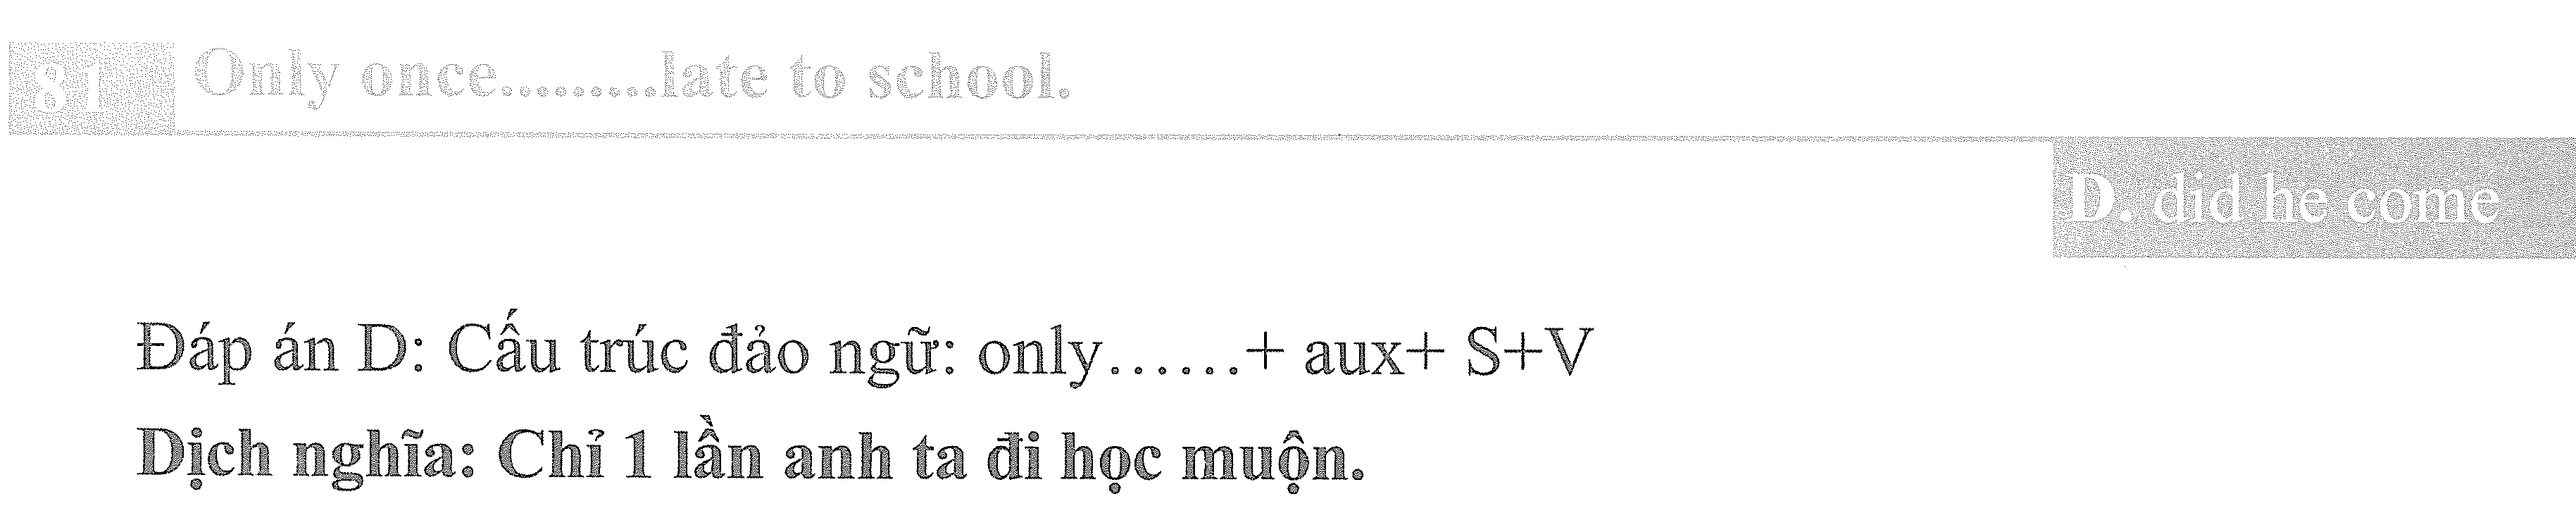 81 Only once.........late to school.
D. did he come
Đáp án D: Cấu trúc đảo ngữ: only......+ aux+ S+V
Dịch nghĩa: Chỉ 1 lần anh ta đi học muộn.